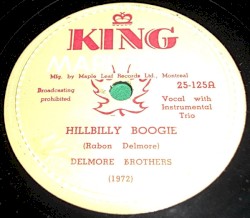 KING
Mfg. by Maple Leaf Records Ltd., Montreal
Broadcasting
prohibited
25-125A
Vocal with
Instrumental
Trio
HILLBILLY BOOGIE
(Rabon Delmore)
DELMORE BROTHERS
(1972)